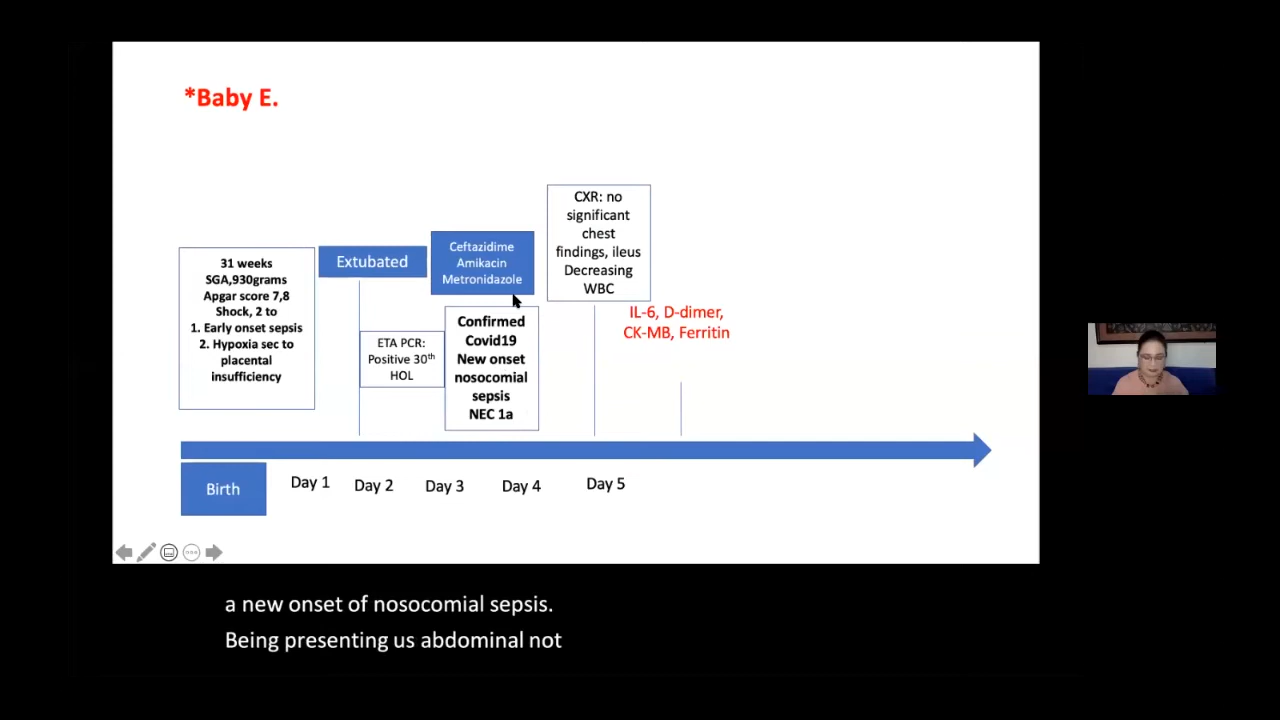 *Baby E.
31 weeks
SGA,930grams
Apgar score 7,8
Shock, 2 to
1. Early onset sepsis
2. Hypoxia sec to
placental
insufficiency
Extubated
ETA PCR:
Positive 30th
HOL
Ceftazidime
Amikacin
Metronidazole
Confirmed
Covid19
New onset
nosocomial
sepsis
NEC 1a
CXR: no
significant
chest
findings, ileus
Decreasing
WBC
IL-6, D-dimer,
CK-MB, Ferritin
Birth
Day 1
Day 2
Day 3
Day 4
Day 5
a new onset of nosocomial sepsis.
Being presenting us abdominal not